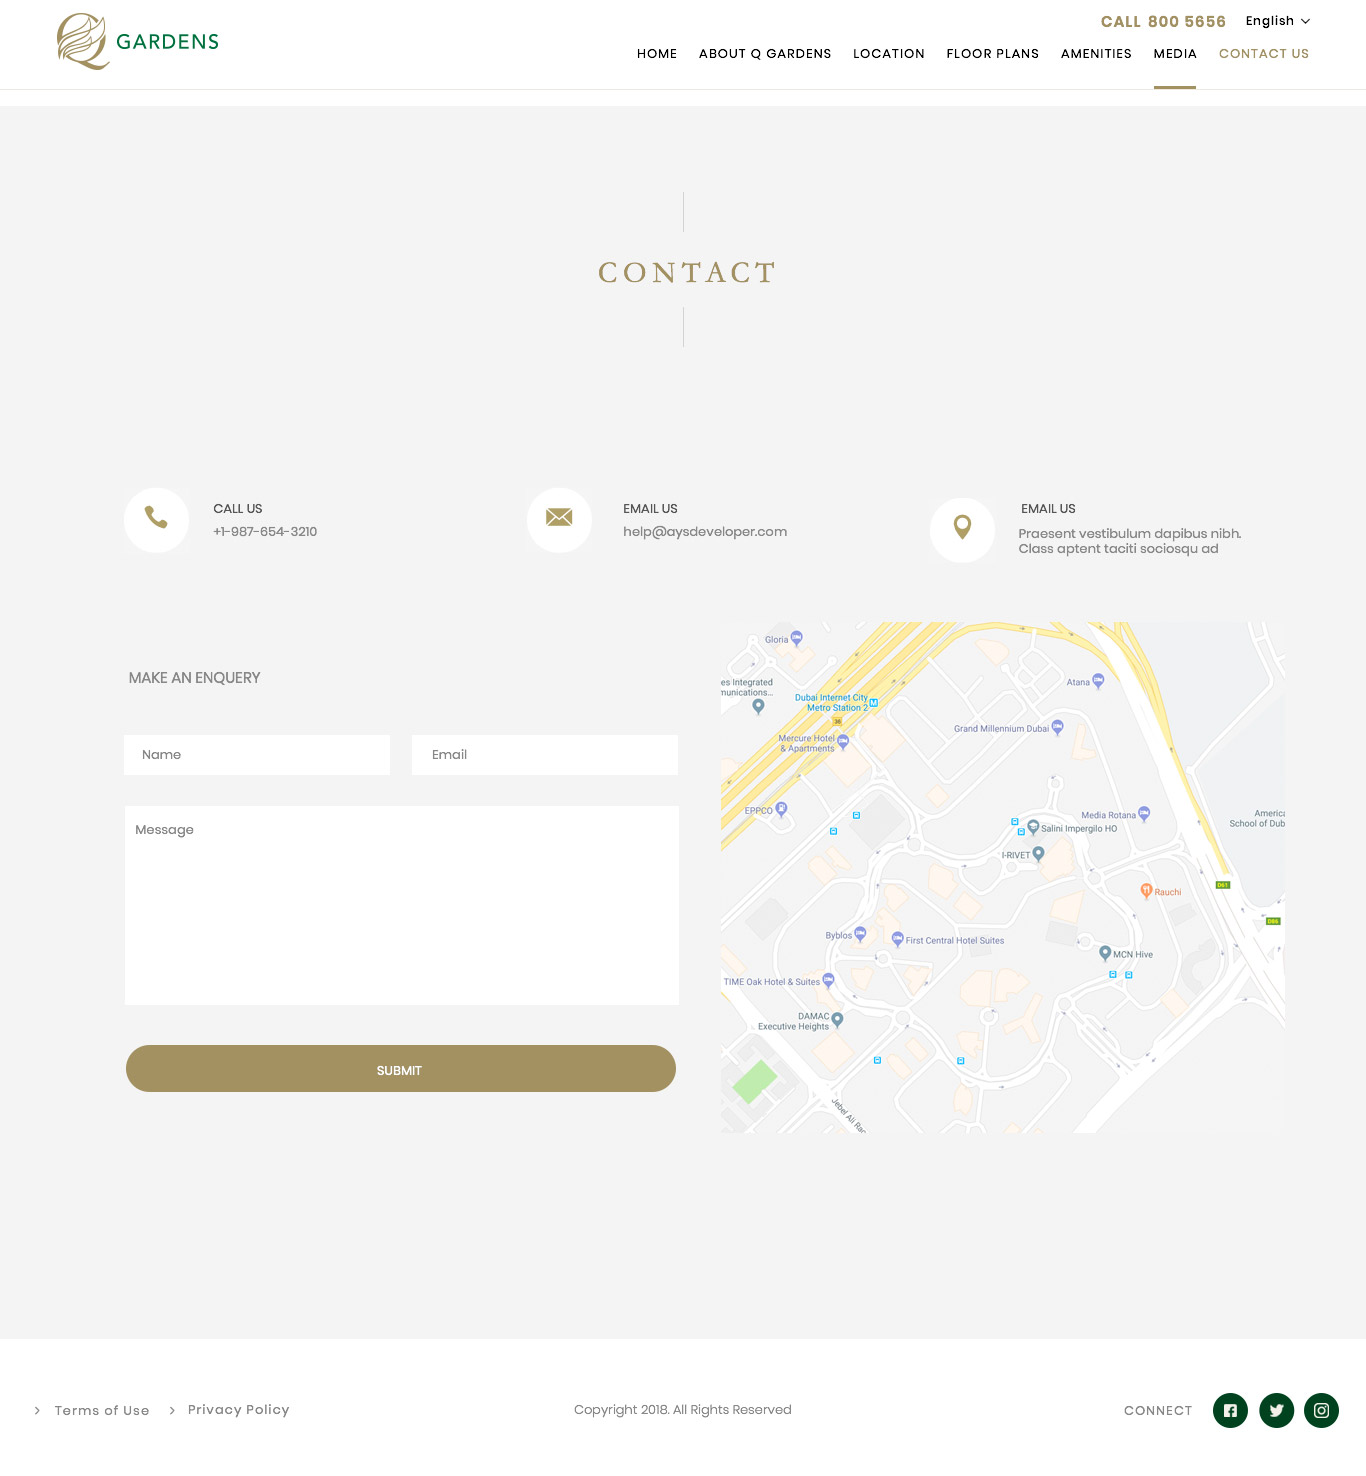 GARDENS
CALL 800 5656
English
HOME ABOUT Q GARDENS LOCATION FLOOR PLANS AMENITIES MEDIA CONTACT US
CONTACT
CALL US
+1-987-654-3210
EMAIL US
help@aysdeveloper.com
EMAIL US
Praesent vestibulum dapibus nibh.
Class aptent taciti sociosqu ad
MAKE AN ENQUERY
Name
Email
Message
SUBMIT
Gloria
es Integrated
munications...
Dubai Internet City
Metro Station 2
M
36
Mercure Hotel
& Apartments
Atana
Grand Millennium Dubai
EPPCO
Media Rotana
Salini Impergilo HO
I-RIVET
America
School of Dub
Rauchi
D61
D86
Byblos
First Central Hotel Suites
MCN Hive
TIME Oak Hotel & Suites
DAMAC
Executive Heights
Jebel Ali Rac
Terms of Use
Privacy Policy
Copyright 2018. All Rights Reserved
CONNECT